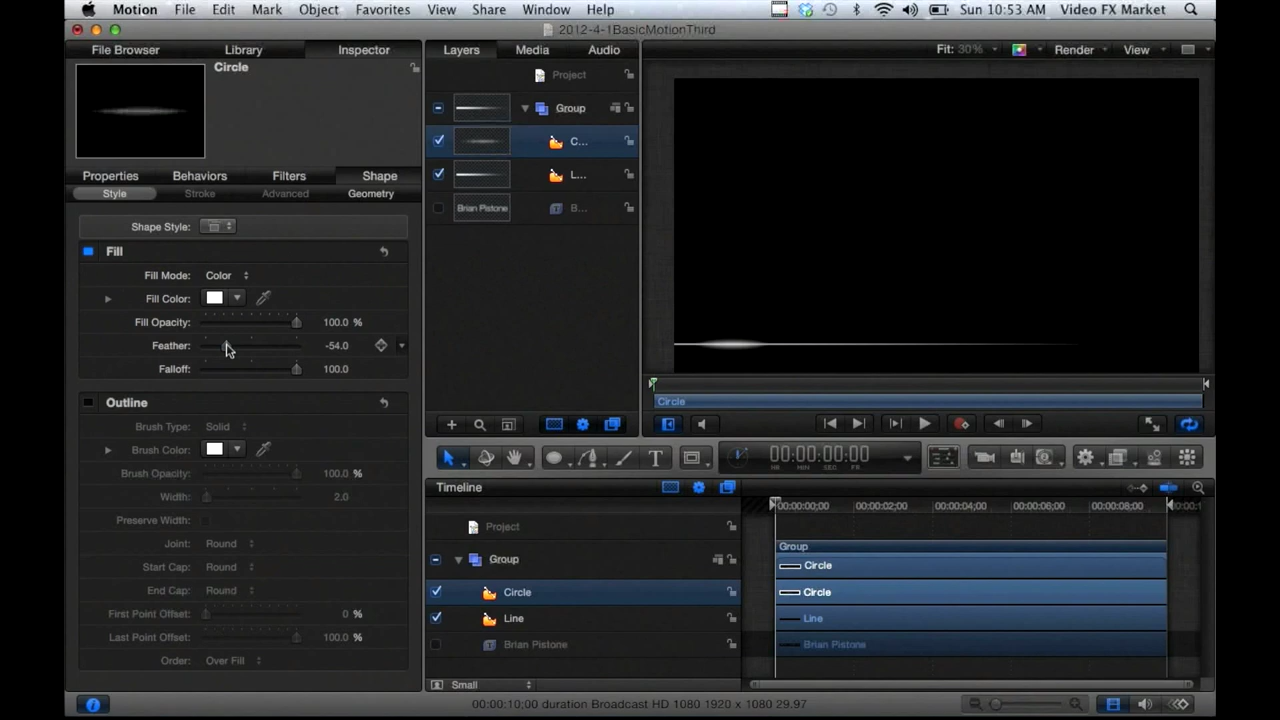 Motion File Edit Mark Object Favorites View Share Window Help Sun 10:53 AM Video FX Market
2012-4-1BasicMotionThird
File Browser Library Inspector Layers Media Audio Fit: 30% Render View
Circle
Project
Group
C...
L...
Brian Pistone B...
Properties Behaviors Filters Shape
Style Stroke Advanced Geometry
Shape Style:
Fill
Fill Mode: Color
Fill Color:
Fill Opacity: 100.0 %
Feather: -54.0
Falloff: 100.0
Circle
Outline
Brush Type: Solid
Brush Color:
Brush Opacity: 100.0 %
Width: 2.0
Preserve Width:
Joint: Round
Start Cap: Round
End Cap: Round
First Point Offset: 0 %
Last Point Offset: 100.0 %
Order: Over Fill
T 00:00:00:00
HR MIN SEC FR
Timeline
00:00:00;00 00:00:02;00 00:00:04;00 00:00:06;00 00:00:08;00 00:00:1
Project
Group Group
Circle
Circle Circle
Line Line
Brian Pistone Brian Pistone
Small
00:00:10;00 duration Broadcast HD 1080 1920 x 1080 29.97